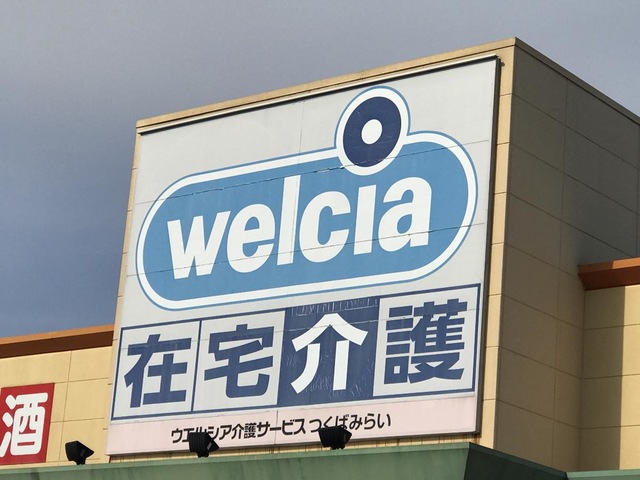 welcia
在宅介護
ウエルシア介護サービス つくばみらい
酒